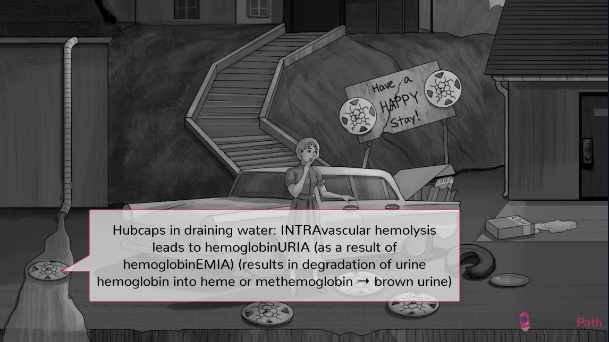 Have a
HAPPY
Stay!
Hubcaps in draining water: INTRAvascular hemolysis
leads to hemoglobinURIA (as a result of
hemoglobinEMIA) (results in degradation of urine
hemoglobin into heme or methemoglobin → brown urine)
Path